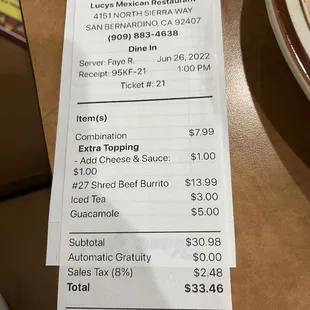 Lucys Mexican Restaurant
4151 NORTH SIERRA WAY
SAN BERNARDINO, CA 92407
(909) 883-4638
Dine In
Server: Faye R. Jun 26, 2022
Receipt: 95KF-21 1:00 PM
Ticket #: 21
Item(s)
Combination $7.99
Extra Topping
- Add Cheese & Sauce: $1.00
$1.00
#27 Shred Beef Burrito $13.99
Iced Tea $3.00
Guacamole $5.00
Subtotal $30.98
Automatic Gratuity $0.00
Sales Tax (8%) $2.48
Total $33.46